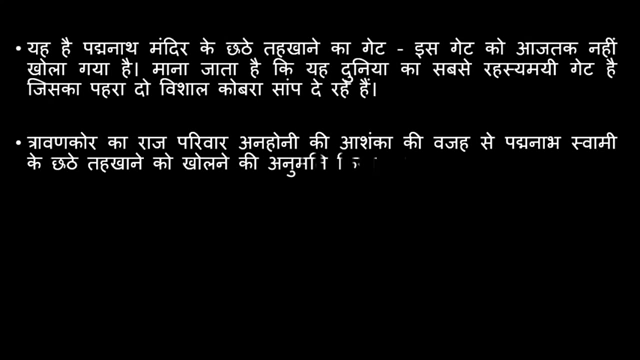 • यह है पद्मनाथ मंदिर के छठे तहखाने का गेट - इस गेट को आजतक नहीं
खोला गया है। माना जाता है कि यह दुनिया का सबसे रहस्यमयी गेट है
जिसका पहरा दो विशाल कोबरा सांप दे रहे हैं।
• त्रावणकोर का राज परिवार अनहोनी की आशंका की वजह से पद्मनाभ स्वामी
के छठे तहखाने को खोलने की